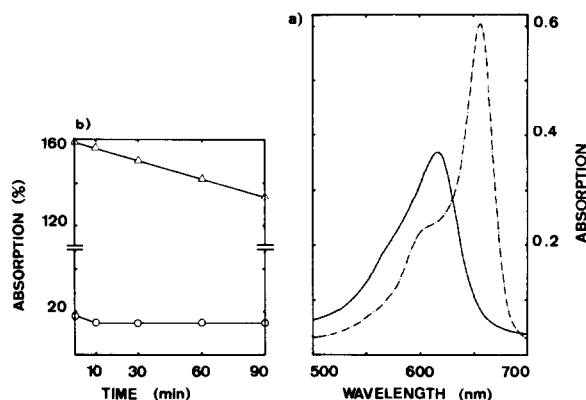 a)
0.6
0.4
0.2
ABSORPTION
500 600 700
WAVELENGTH (nm)
b)
160
120
20
ABSORPTION (%)
10 30 60 90
TIME (min)